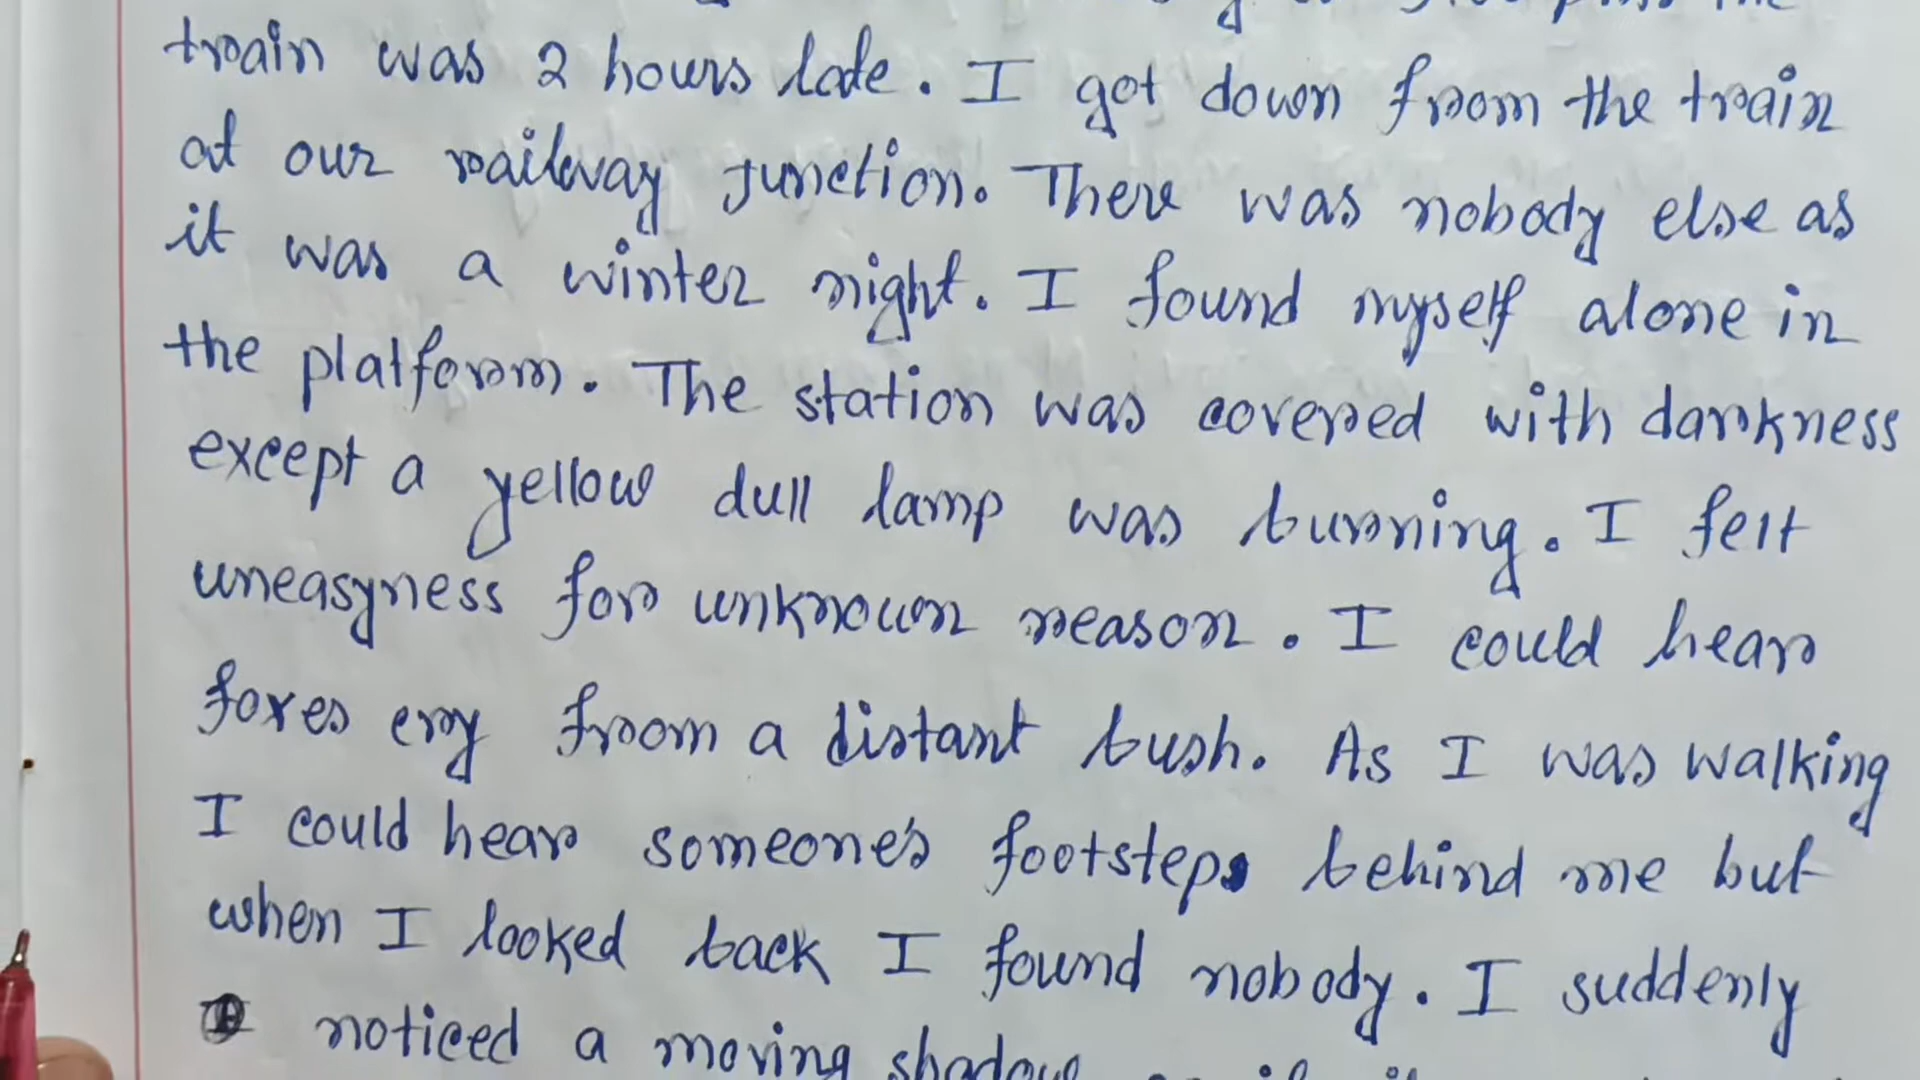 train was 2 hours late. I got down from the train
at our railway Junction. There was nobody else as
it was a winter night. I found myself alone in
the platform. The station was covered with darkness
except a yellow dull lamp was burning. I felt
uneasyness for unknown reason. I could hear
foxes cry from a distant bush. As I was walking
I could hear someone's footsteps behind me but
when I looked back I found nobody. I suddenly
noticed a moving shadow